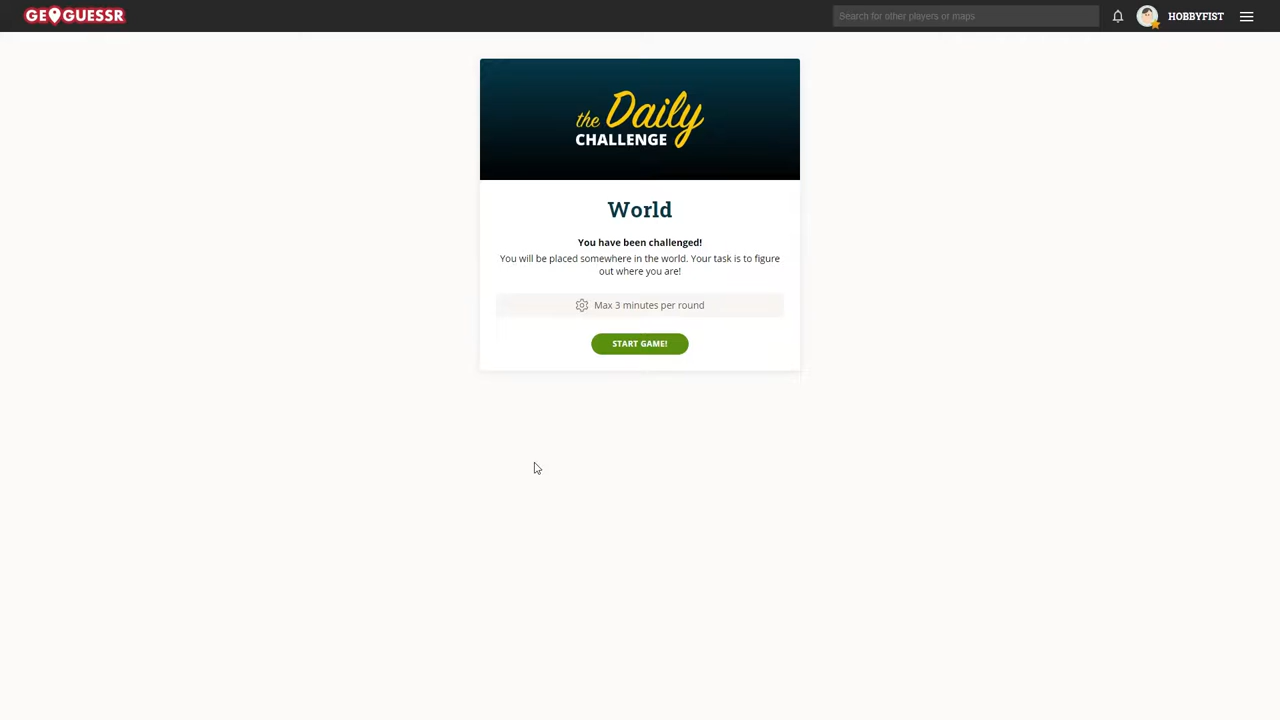 GEOGUESSR
Search for other players or maps
HOBBYFIST
the Daily
CHALLENGE
World
You have been challenged!
You will be placed somewhere in the world. Your task is to figure
out where you are!
Max 3 minutes per round
START GAME!